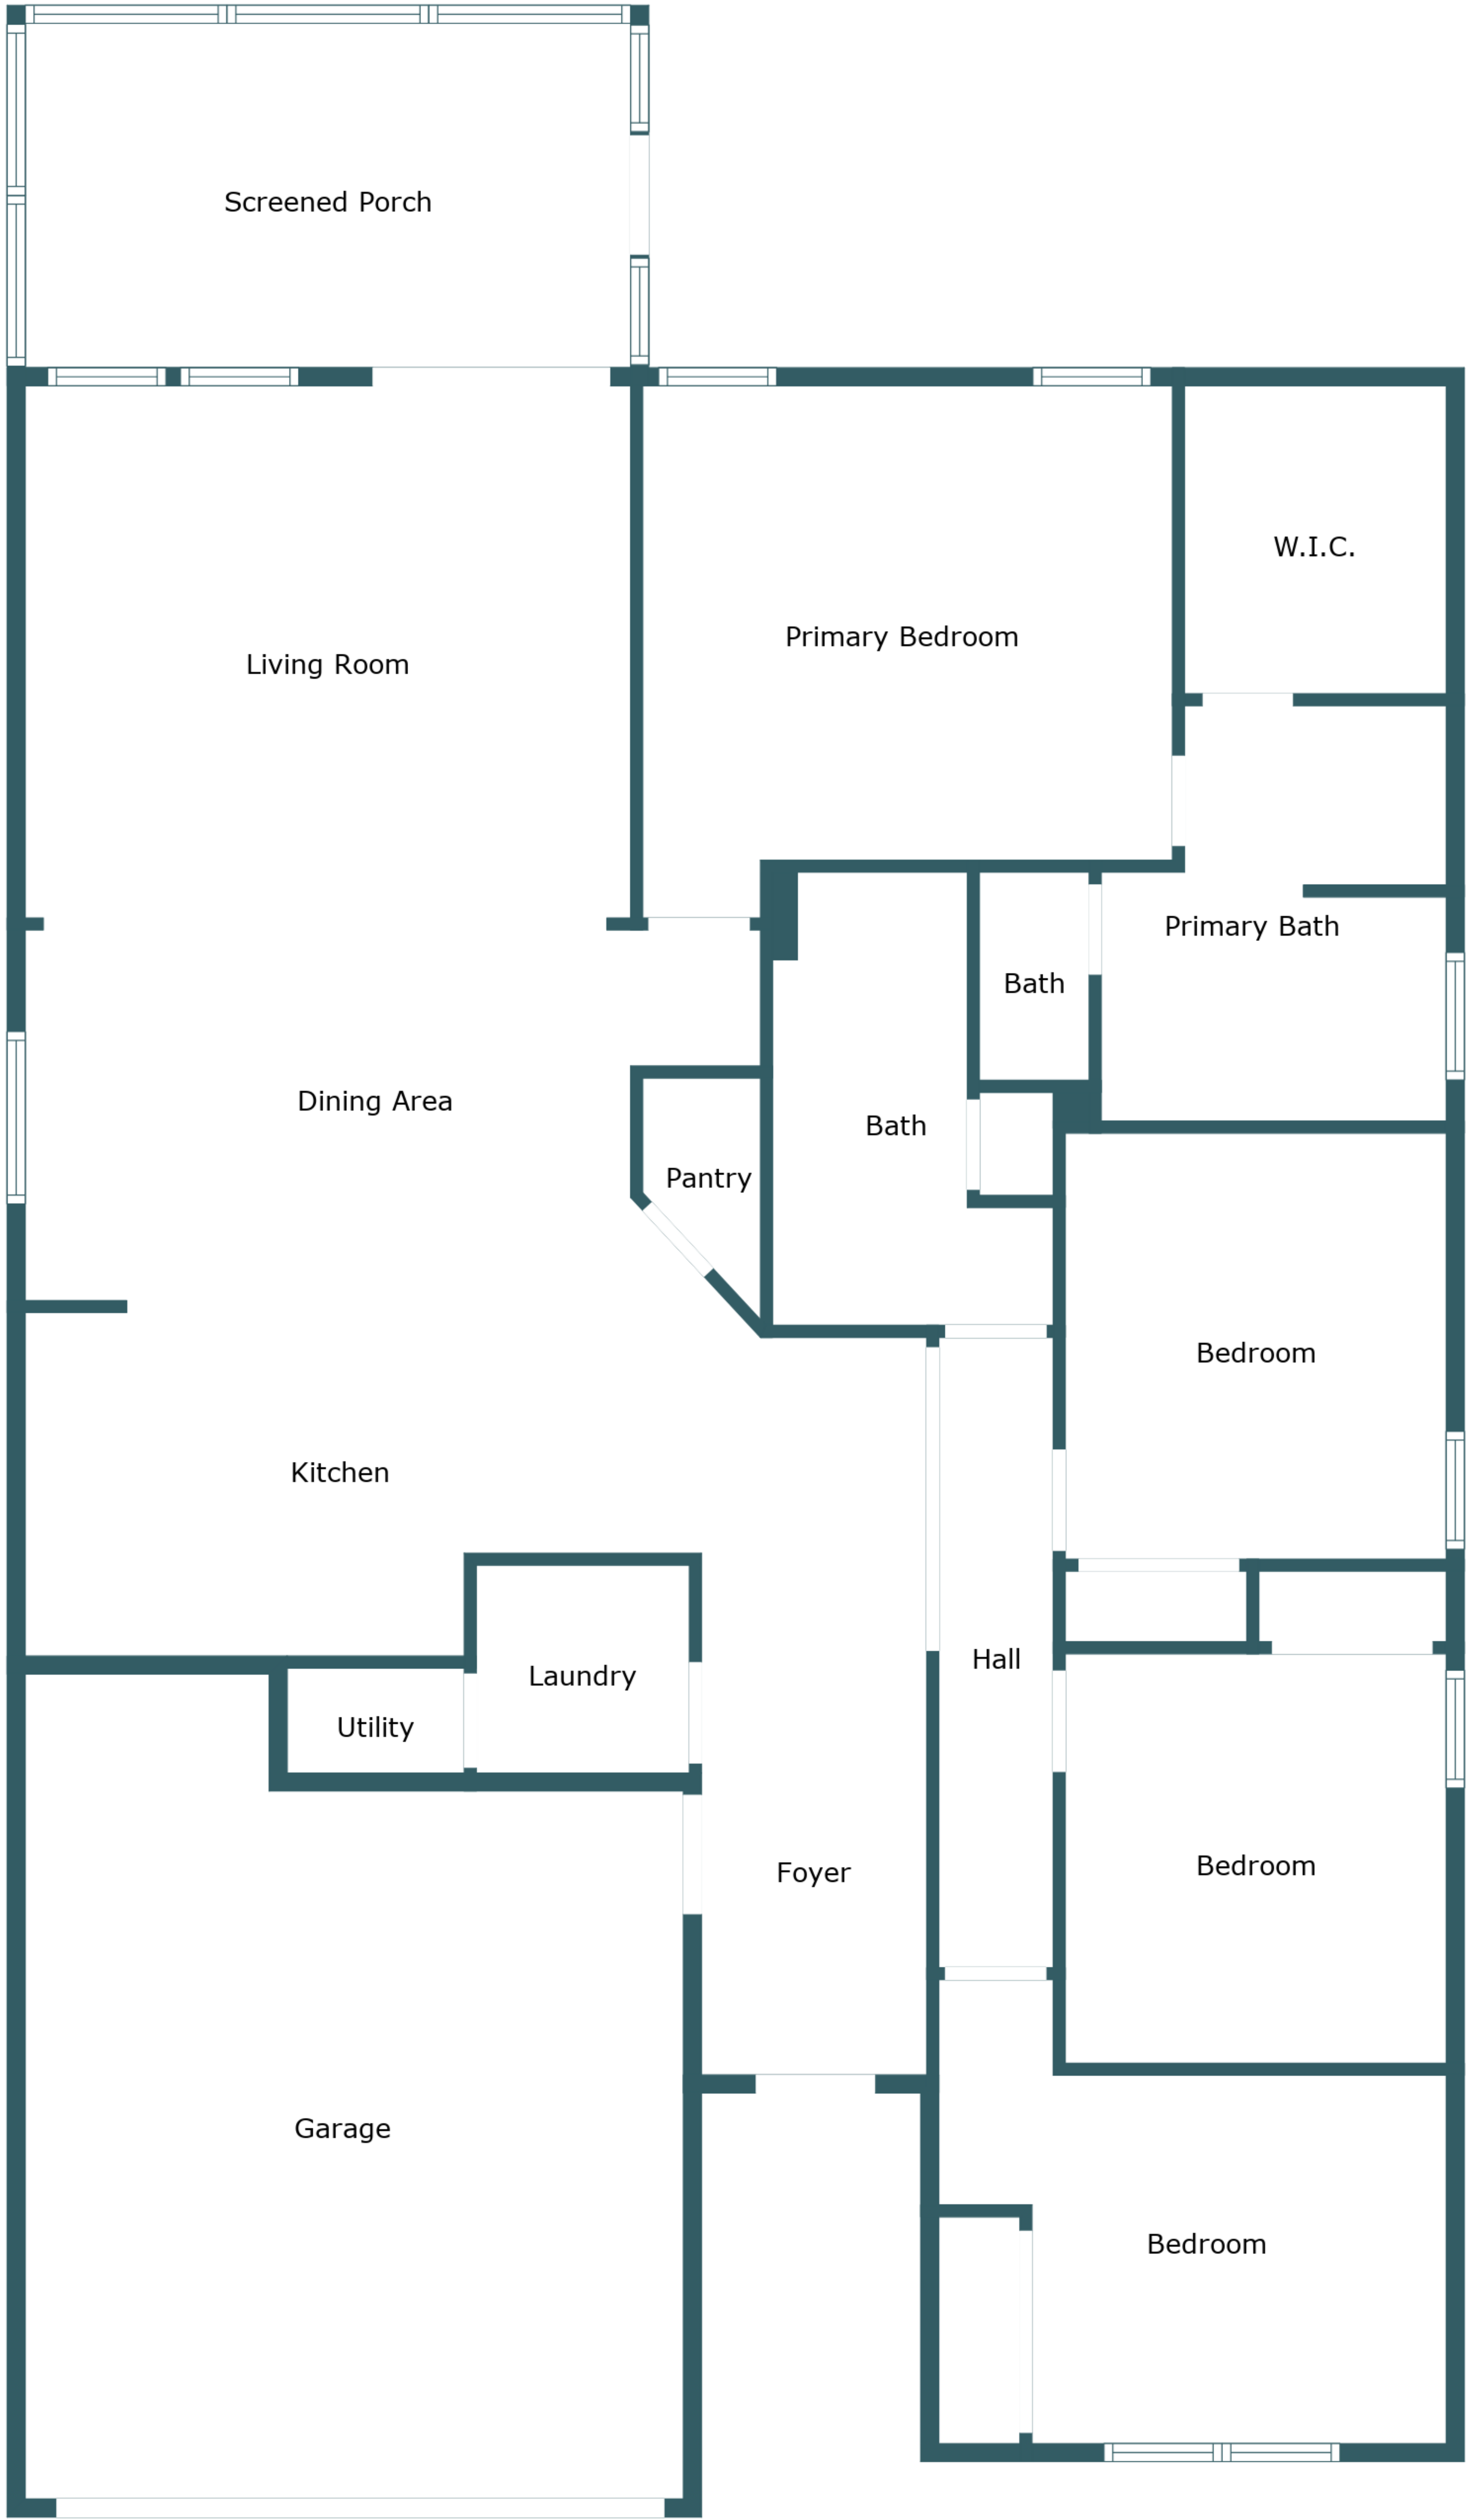 Screened Porch
W.I.C.
Primary Bedroom
Living Room
Primary Bath
Bath
Dining Area
Bath
Pantry
Bedroom
Kitchen
Hall
Laundry
Utility
Bedroom
Foyer
Garage
Bedroom